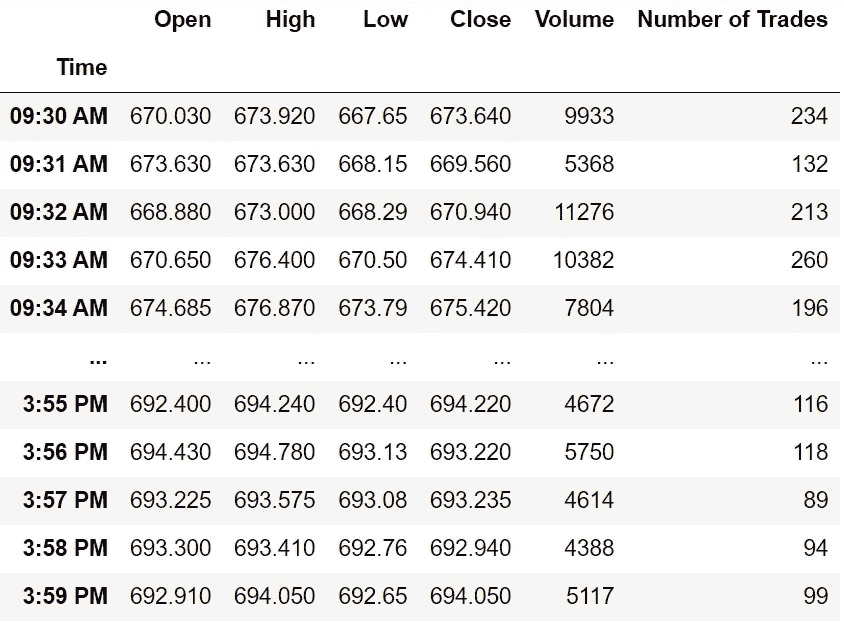 Open High Low Close Volume Number of Trades
Time
09:30 AM 670.030 673.920 667.65 673.640 9933 234
09:31 AM 673.630 673.630 668.15 669.560 5368 132
09:32 AM 668.880 673.000 668.29 670.940 11276 213
09:33 AM 670.650 676.400 670.50 674.410 10382 260
09:34 AM 674.685 676.870 673.79 675.420 7804 196
... ... ... ... ... ... ...
3:55 PM 692.400 694.240 692.40 694.220 4672 116
3:56 PM 694.430 694.780 693.13 693.220 5750 118
3:57 PM 693.225 693.575 693.08 693.235 4614 89
3:58 PM 693.300 693.410 692.76 692.940 4388 94
3:59 PM 692.910 694.050 692.65 694.050 5117 99